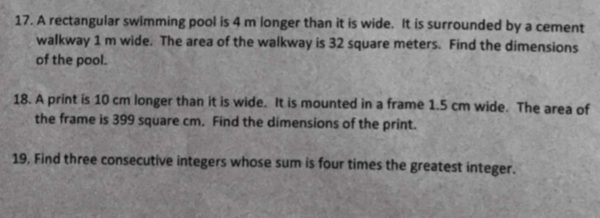 17. A rectangular swimming pool is 4 m longer than it is wide. It is surrounded by a cement
walkway 1 m wide. The area of the walkway is 32 square meters. Find the dimensions
of the pool.
18. A print is 10 cm longer than it is wide. It is mounted in a frame 1.5 cm wide. The area of
the frame is 399 square cm. Find the dimensions of the print.
19. Find three consecutive integers whose sum is four times the greatest integer.